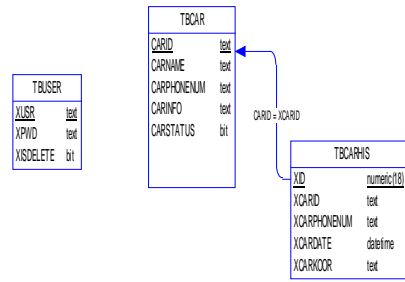 TBCAR
CARID text
CARNAME text
CARPHONENUM text
CARINFO text
CARSTATUS bit
TBUSER
XUSR text
XPWD text
XISDELETE bit
CARID = XCARID
TBCARHIS
XID numeric(18)
XCARID text
XCARPHONENUM text
XCARDATE datetime
XCARKOOR text